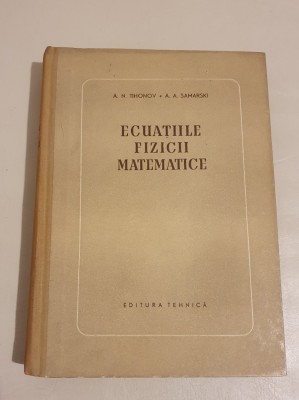 A. N. TIHONOV • A. A. SAMARSKI
ECUAȚIILE
FIZICII
MATEMATICE
EDITURA TEHNICĂ